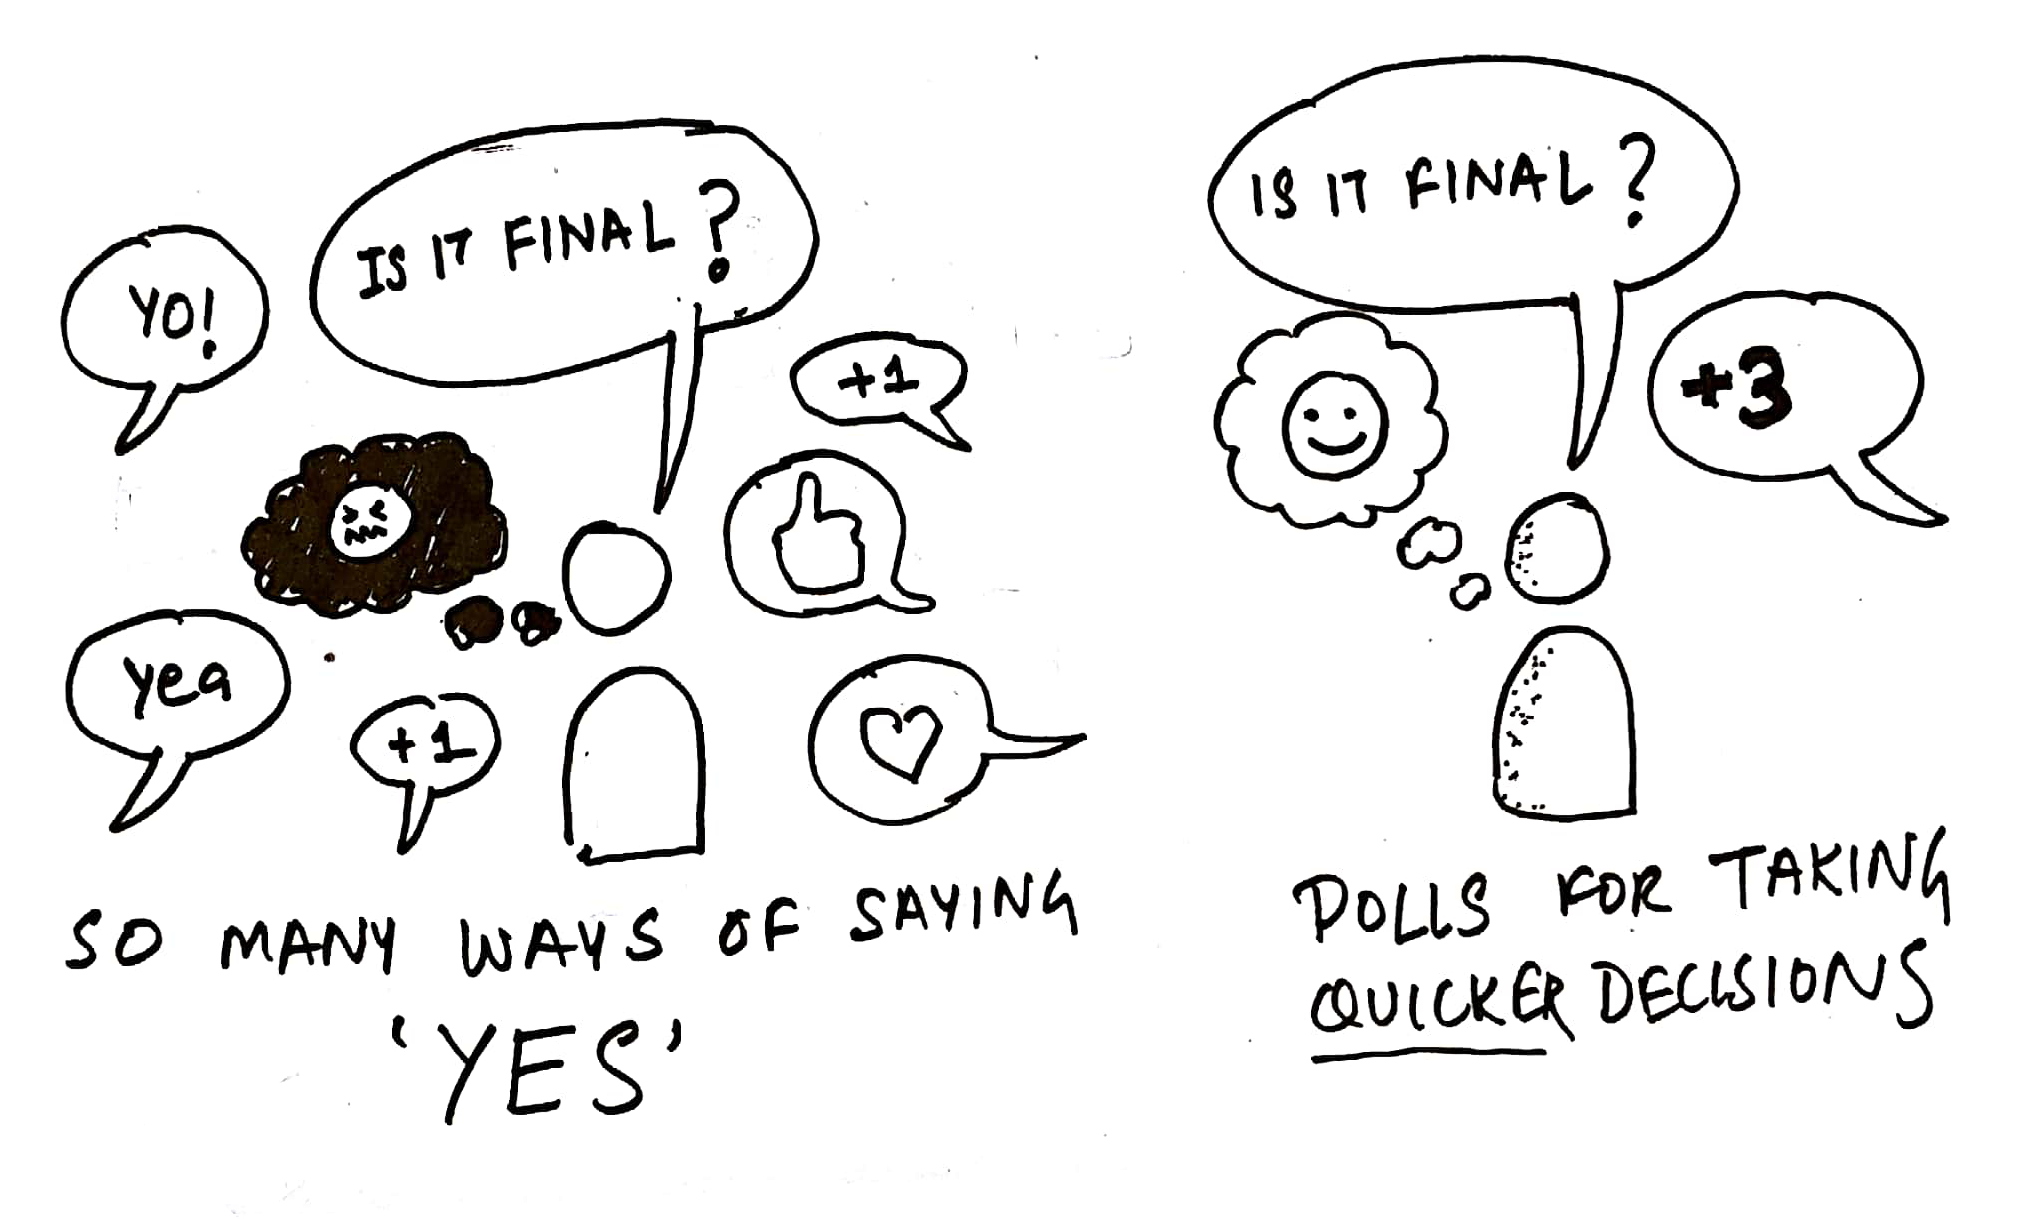 IS IT FINAL?
YO!
+1
yea
+1
SO MANY WAYS OF SAYING
'YES'
IS IT FINAL?
+3
POLLS FOR TAKING
QUICKER DECISIONS